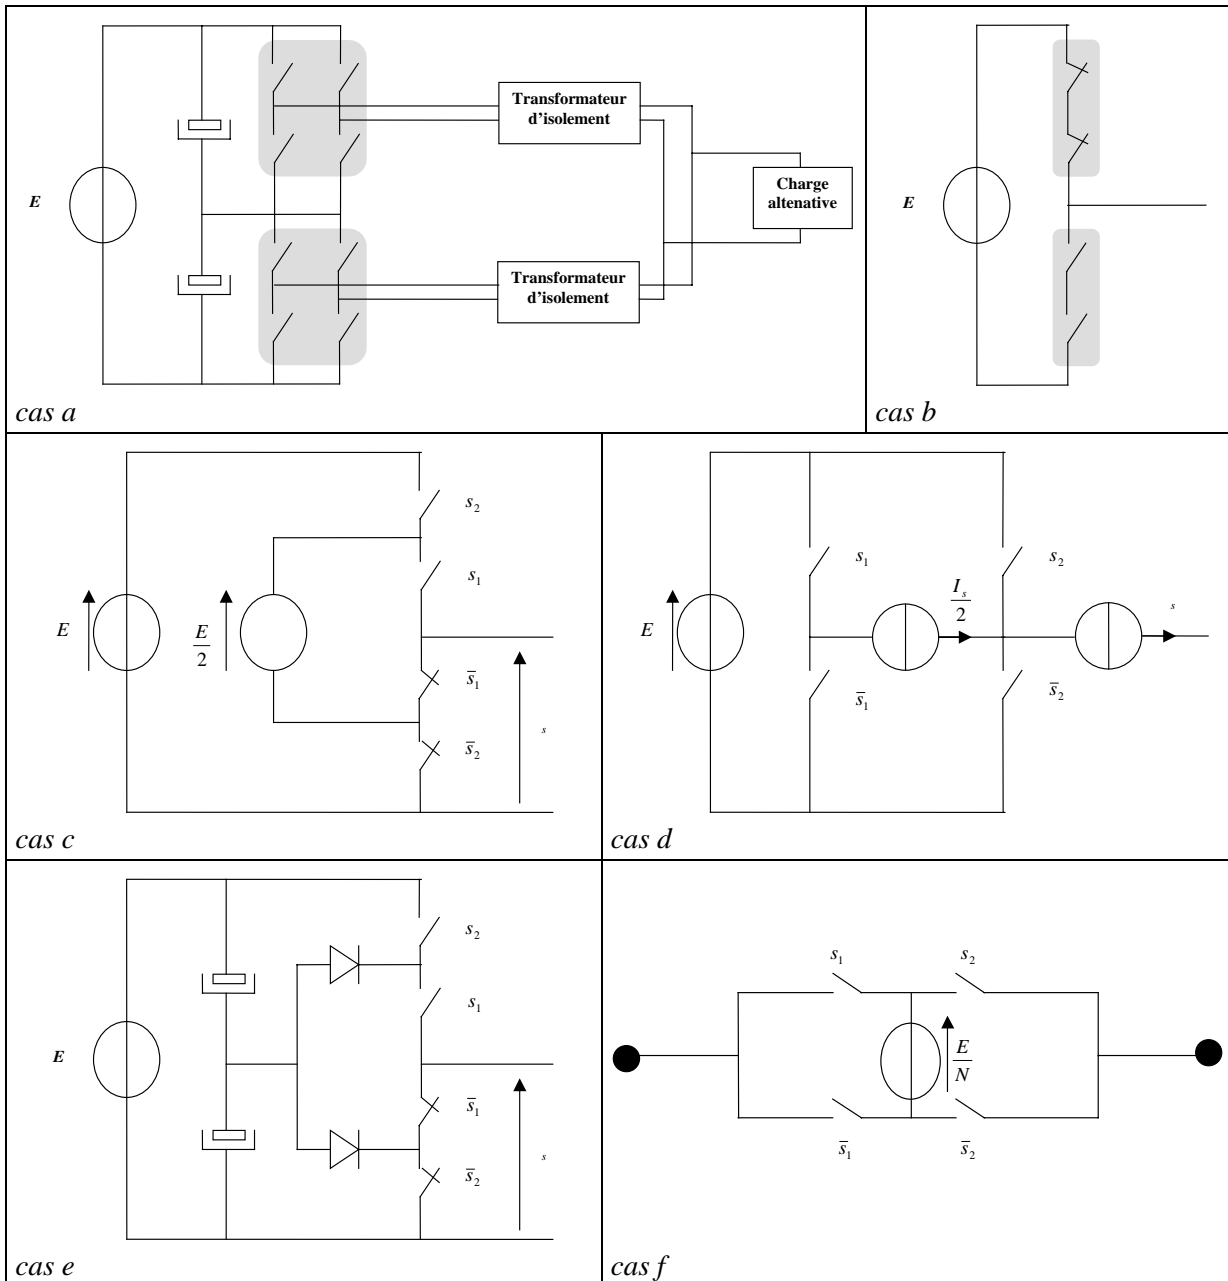 E
Transformateur
d'isolement
Charge
altenative
Transformateur
d'isolement
cas a
E
cas b
E
E
2
s2
s1
s̅1
s̅2
s
cas c
E
s1
s2
Is
2
s
s̅1
s̅2
cas d
E
s2
s1
s̅1
s̅2
s
cas e
s1
s2
E
N
s̅1
s̅2
cas f